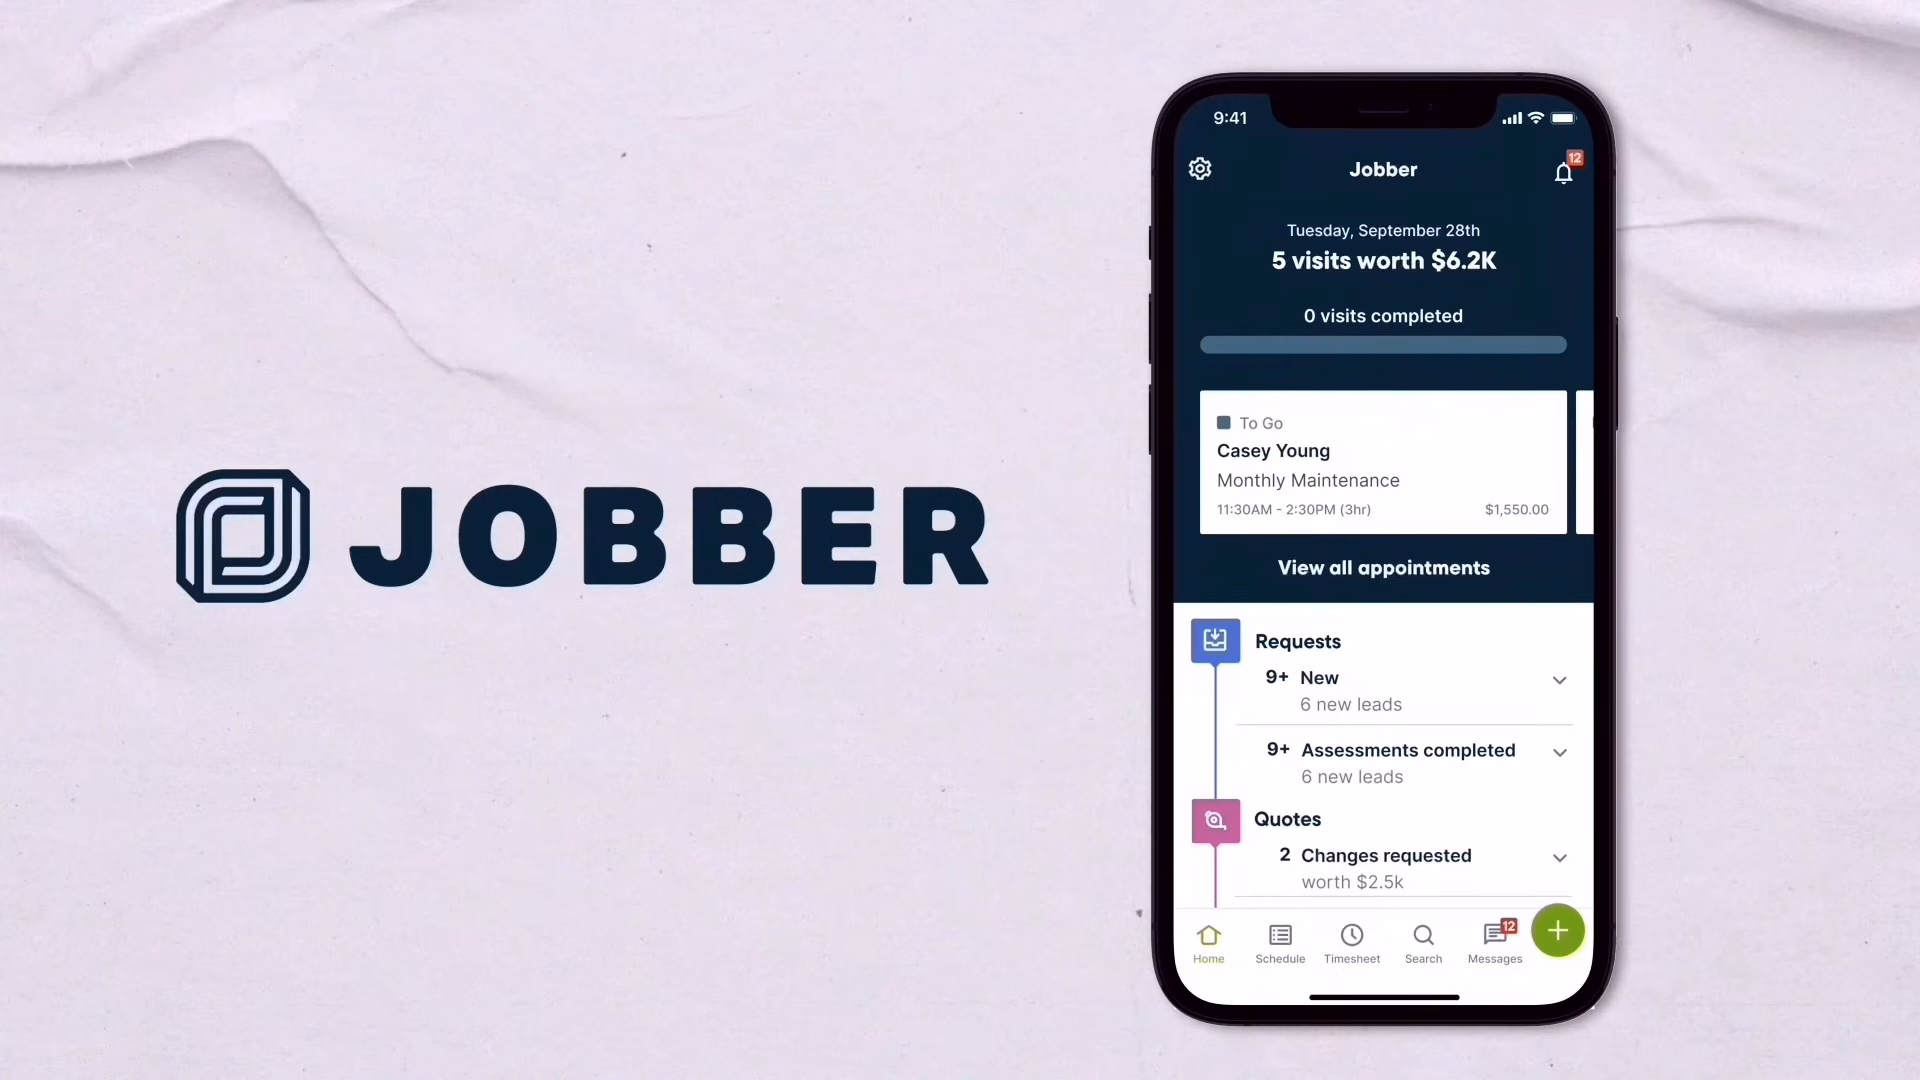 JOBBER
9:41
Jobber
12
Tuesday, September 28th
5 visits worth $6.2K
0 visits completed
To Go
Casey Young
Monthly Maintenance
11:30AM - 2:30PM (3hr) $1,550.00
View all appointments
Requests
9+ New
6 new leads
9+ Assessments completed
6 new leads
Quotes
2 Changes requested
worth $2.5k
12
Home Schedule Timesheet Search Messages